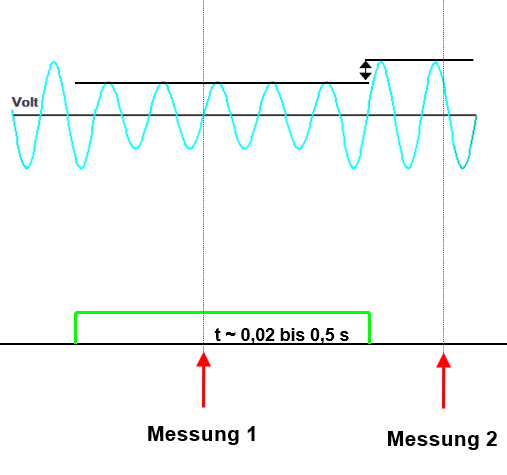 Volt
t ~ 0,02 bis 0,5 s
Messung 1
Messung 2